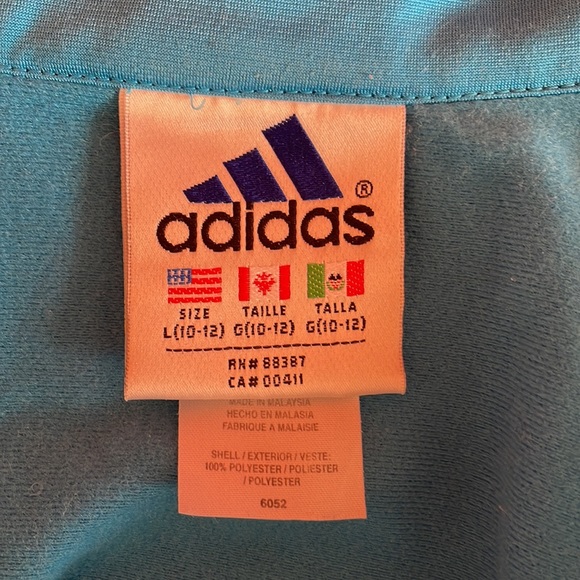 ®
adidas
SIZE TAILLE TALLA
L(10-12) G(10-12) G(10-12)
RN# 88387
CA# 00411
MADE IN MALAYSIA
HECHO EN MALASIA
FABRIQUE A MALAISIE
SHELL / EXTERIOR / VESTE:
100% POLYESTER / POLIESTER
/ POLYESTER
6052